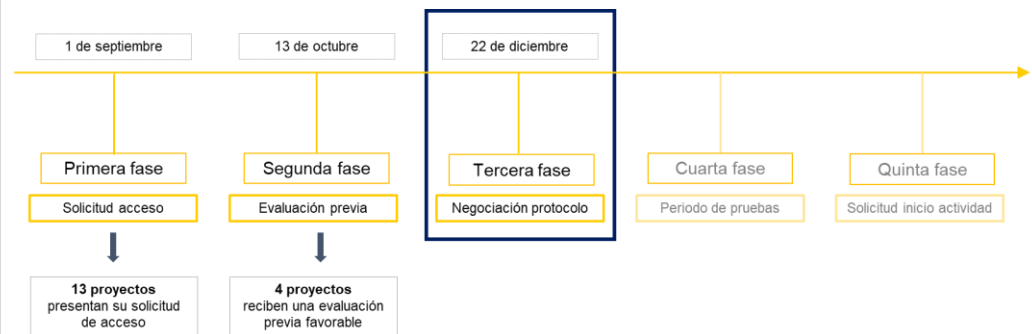 1 de septiembre
13 de octubre
22 de diciembre
Primera fase
Segunda fase
Tercera fase
Cuarta fase
Quinta fase
Solicitud acceso
Evaluación previa
Negociación protocolo
Periodo de pruebas
Solicitud inicio actividad
13 proyectos
presentan su solicitud
de acceso
4 proyectos
reciben una evaluación
previa favorable